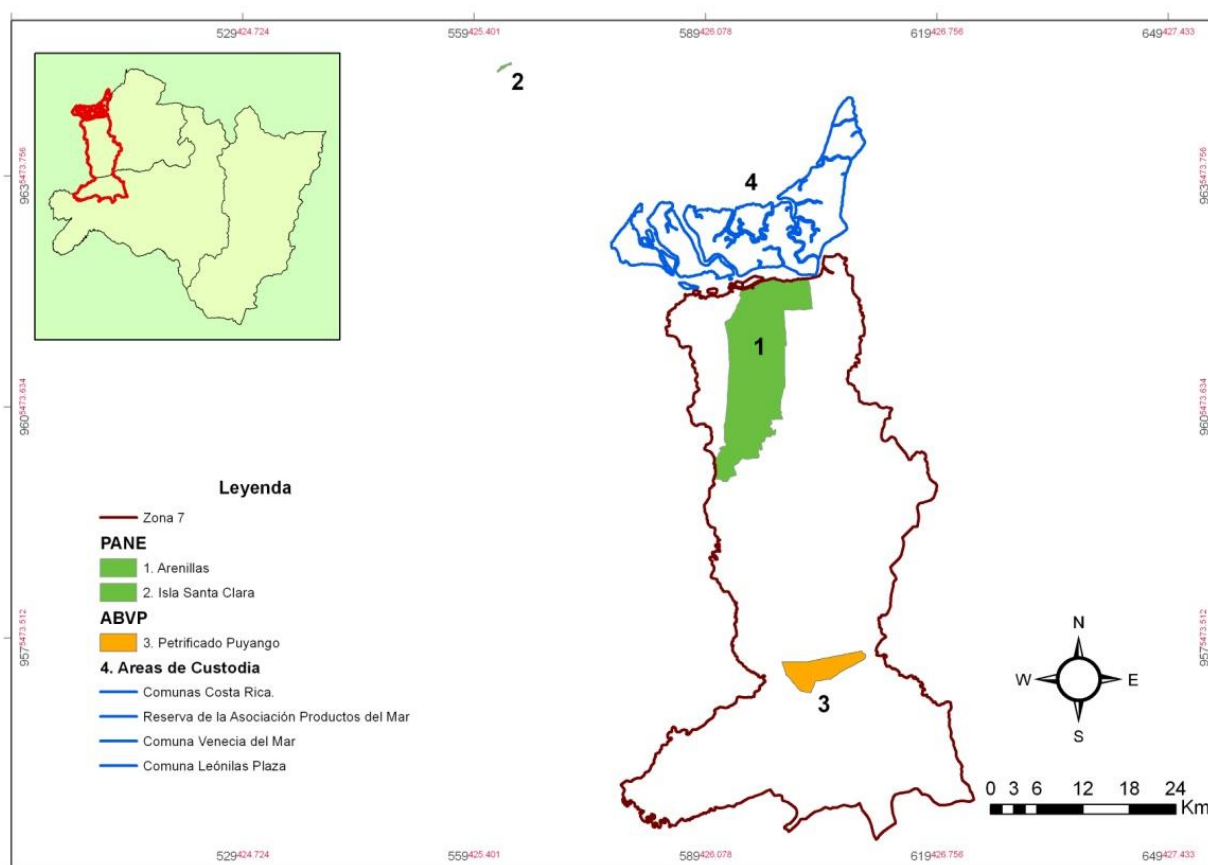 529424.724 559425.401 589426.078 619426.756 649427.433
2
4
9635473.756 9635473.756
1
9605473.634 9605473.634
Leyenda
Zona 7
PANE
1. Arenillas
2. Isla Santa Clara
ABVP
3. Petrificado Puyango
4. Areas de Custodia
Comunas Costa Rica.
Reserva de la Asociación Productos del Mar
Comuna Venecia del Mar
Comuna Leónilas Plaza
9575473.512 9575473.512
3
N
W E
S
0 3 6 12 18 24
Km
529424.724 559425.401 589426.078 619426.756 649427.433